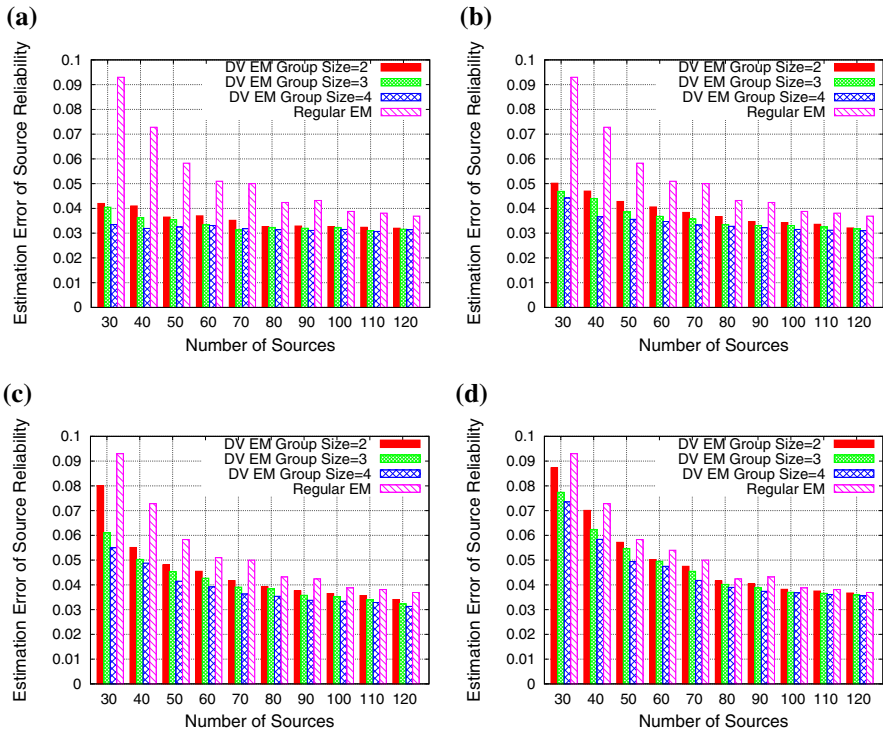 (a)
Estimation Error of Source Reliability
0.1
0.09
0.08
0.07
0.06
0.05
0.04
0.03
0.02
0.01
0
DV EM Group Size=2
DV EM Group Size=3
DV EM Group Size=4
Regular EM
30 40 50 60 70 80 90 100 110 120
Number of Sources
(b)
Estimation Error of Source Reliability
0.1
0.09
0.08
0.07
0.06
0.05
0.04
0.03
0.02
0.01
0
DV EM Group Size=2
DV EM Group Size=3
DV EM Group Size=4
Regular EM
30 40 50 60 70 80 90 100 110 120
Number of Sources
(c)
Estimation Error of Source Reliability
0.1
0.09
0.08
0.07
0.06
0.05
0.04
0.03
0.02
0.01
0
DV EM Group Size=2
DV EM Group Size=3
DV EM Group Size=4
Regular EM
30 40 50 60 70 80 90 100 110 120
Number of Sources
(d)
Estimation Error of Source Reliability
0.1
0.09
0.08
0.07
0.06
0.05
0.04
0.03
0.02
0.01
0
DV EM Group Size=2
DV EM Group Size=3
DV EM Group Size=4
Regular EM
30 40 50 60 70 80 90 100 110 120
Number of Sources